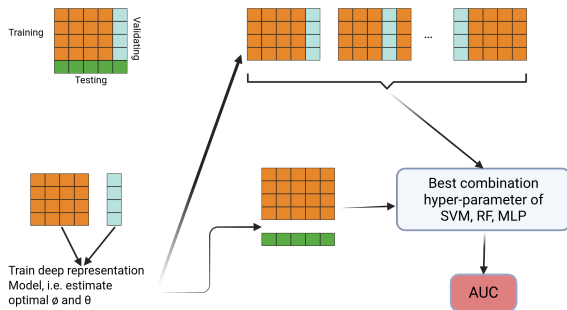 Training
Validating
Testing
...
Best combination
hyper-parameter of
SVM, RF, MLP
Train deep representation
Model, i.e. estimate
optimal ø and θ
AUC